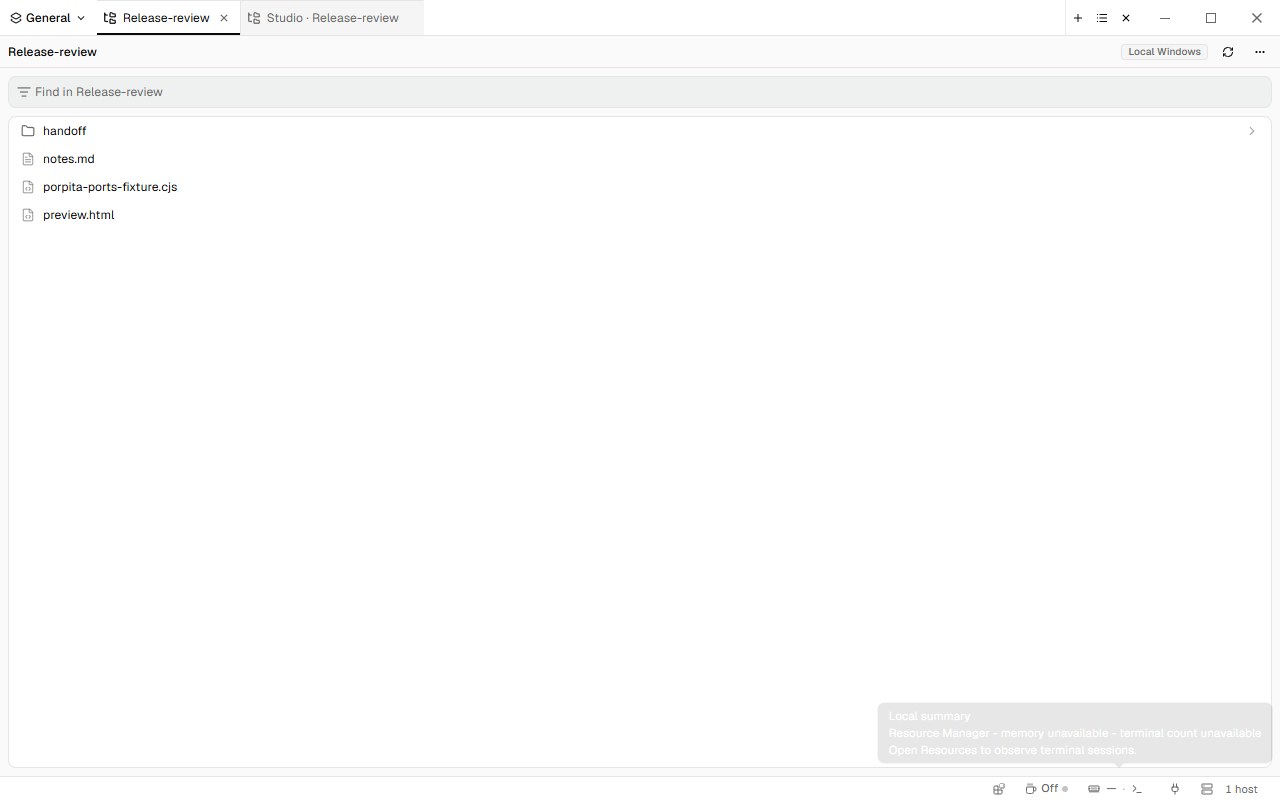 General
Release-review
Studio · Release-review
Release-review
Local Windows
Find in Release-review
handoff
notes.md
porpita-ports-fixture.cjs
preview.html
Local summary
Resource Manager - memory unavailable - terminal count unavailable
Open Resources to observe terminal sessions.
Off
— ·
1 host